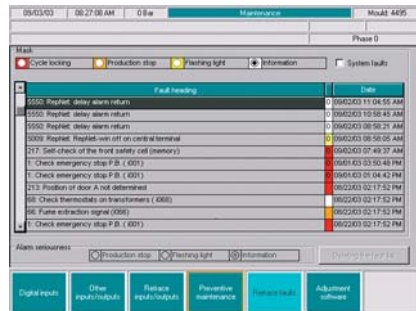 09/03/03 08:27:08 AM 0 Bar Maintenance Mould: 4495
Phase 0
Mask
Cycle locking Production stop Flashing light Information System faults
Fault heading Date
5550: RepNet: delay alarm return 0 09/02/03 11:04:55 AM
5550: RepNet: delay alarm return 0 09/02/03 10:58:45 AM
5550: RepNet: delay alarm return 0 09/02/03 08:58:21 AM
5009: RepNet: RepNet-win off on central terminal 0 09/02/03 08:58:05 AM
217: Self-check of the front safety cell (memory) 09/02/03 07:49:37 AM
1: Check emergency stop P.B. ( I001) 09/01/03 03:50:48 PM
1: Check emergency stop P.B. ( I001) 09/01/03 01:04:42 PM
213: Position of door A not determined 08/22/03 02:17:52 PM
68: Check thermostats on transformers ( I068) 08/22/03 02:17:52 PM
66: Fume extraction signal (I066) 08/22/03 02:17:52 PM
1: Check emergency stop P.B. ( I001) 08/22/03 02:17:52 PM
Alarm seriousness
Production stop Flashing light Information
Digital inputs Other inputs/outputs Retrace inputs/outputs Preventive maintenance Retrace faults Adjustment software